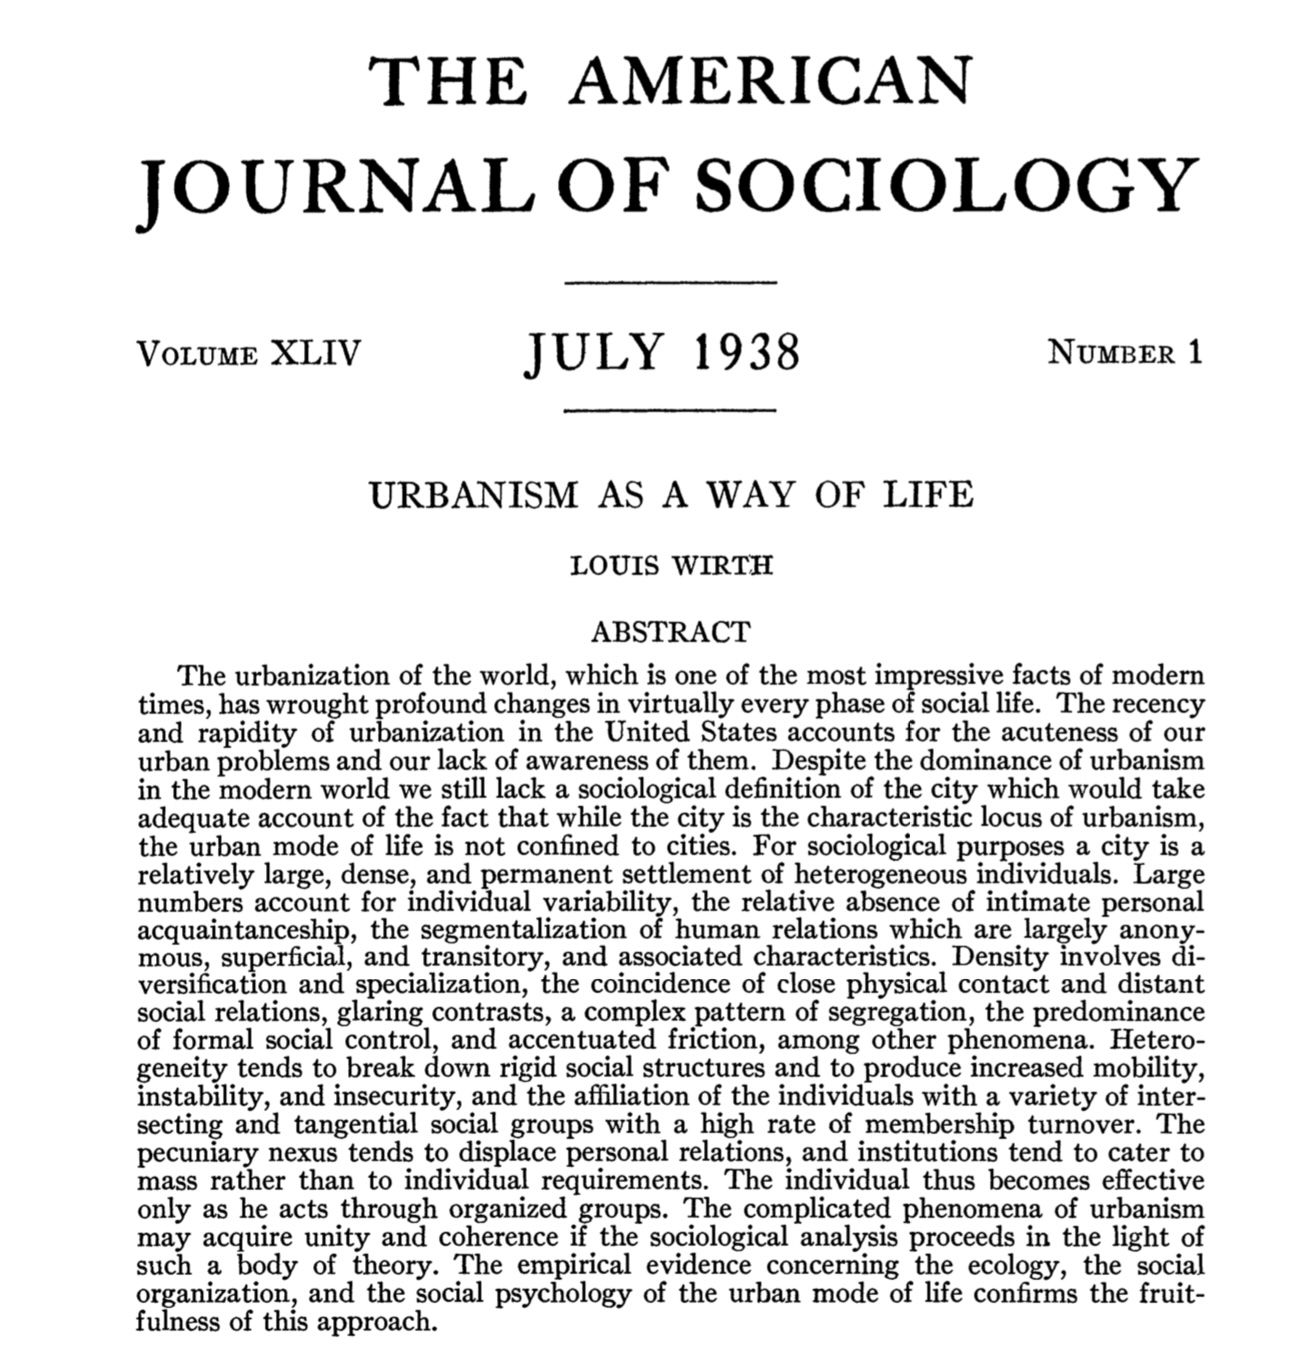 THE AMERICAN
JOURNAL OF SOCIOLOGY
VOLUME XLIV
JULY 1938
NUMBER 1
URBANISM AS A WAY OF LIFE
LOUIS WIRTH
ABSTRACT
The urbanization of the world, which is one of the most impressive facts of modern
times, has wrought profound changes in virtually every phase of social life. The recency
and rapidity of urbanization in the United States accounts for the acuteness of our
urban problems and our lack of awareness of them. Despite the dominance of urbanism
in the modern world we still lack a sociological definition of the city which would take
adequate account of the fact that while the city is the characteristic locus of urbanism,
the urban mode of life is not confined to cities. For sociological purposes a city is a
relatively large, dense, and permanent settlement of heterogeneous individuals. Large
numbers account for individual variability, the relative absence of intimate personal
acquaintanceship, the segmentalization of human relations which are largely anony-
mous, superficial, and transitory, and associated characteristics. Density involves di-
versification and specialization, the coincidence of close physical contact and distant
social relations, glaring contrasts, a complex pattern of segregation, the predominance
of formal social control, and accentuated friction, among other phenomena. Hetero-
geneity tends to break down rigid social structures and to produce increased mobility,
instability, and insecurity, and the affiliation of the individuals with a variety of inter-
secting and tangential social groups with a high rate of membership turnover. The
pecuniary nexus tends to displace personal relations, and institutions tend to cater to
mass rather than to individual requirements. The individual thus becomes effective
only as he acts through organized groups. The complicated phenomena of urbanism
may acquire unity and coherence if the sociological analysis proceeds in the light of
such a body of theory. The empirical evidence concerning the ecology, the social
organization, and the social psychology of the urban mode of life confirms the fruit-
fulness of this approach.